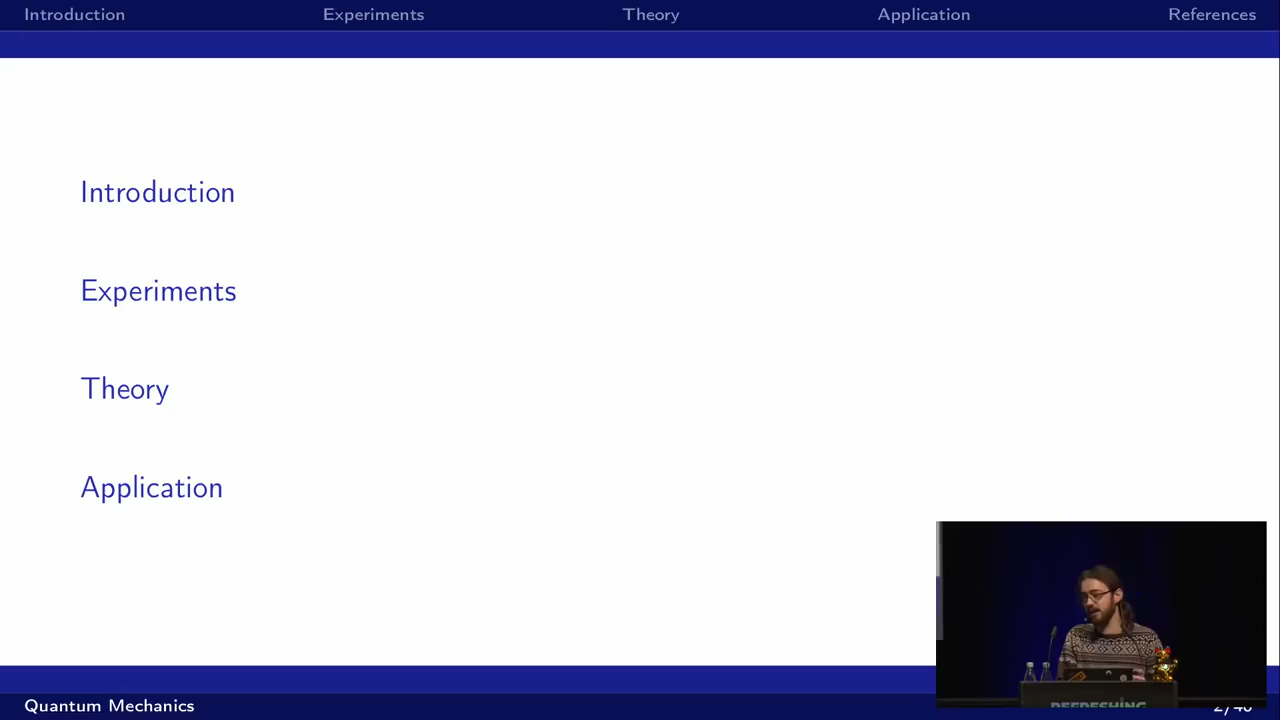 Introduction Experiments Theory Application References
Introduction
Experiments
Theory
Application
Quantum Mechanics